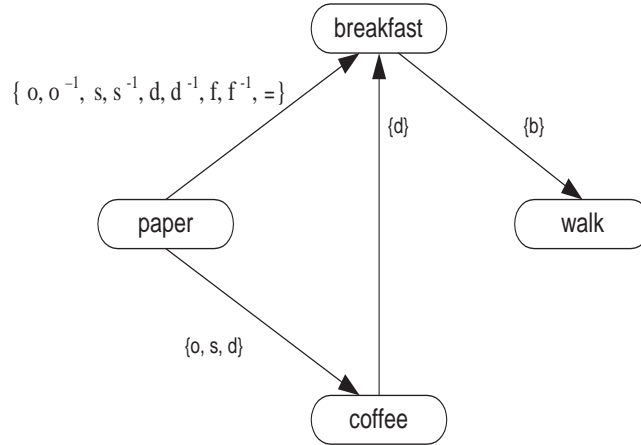 breakfast
{ o, o⁻¹, s, s⁻¹, d, d⁻¹, f, f⁻¹, =}
{d}
{b}
paper
walk
{o, s, d}
coffee